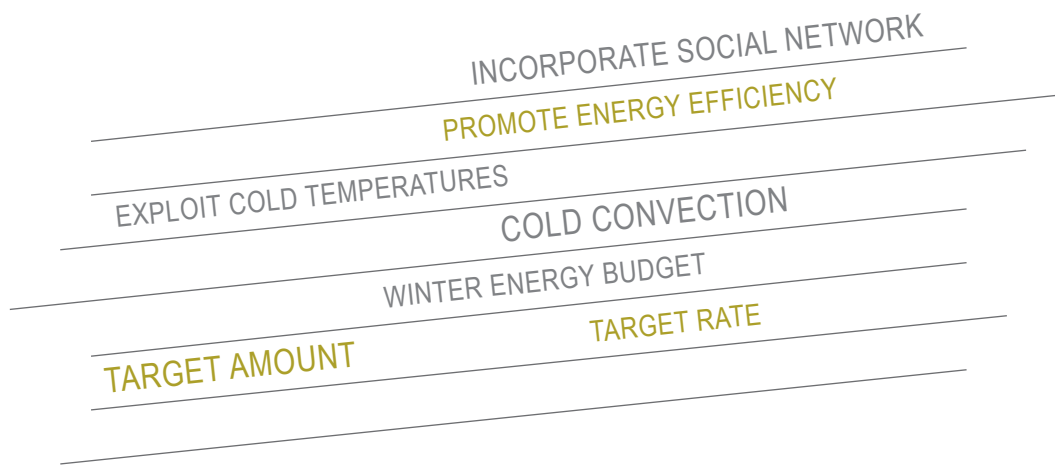 INCORPORATE SOCIAL NETWORK
PROMOTE ENERGY EFFICIENCY
EXPLOIT COLD TEMPERATURES
COLD CONVECTION
WINTER ENERGY BUDGET
TARGET AMOUNT TARGET RATE